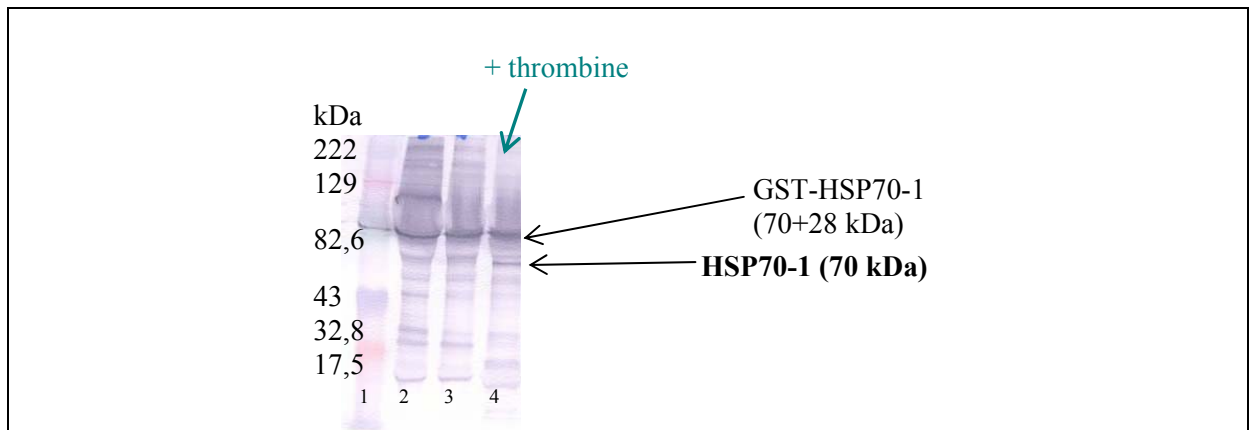 + thrombine
kDa
222
129
82,6
43
32,8
17,5
GST-HSP70-1
(70+28 kDa)
HSP70-1 (70 kDa)
1 2 3 4